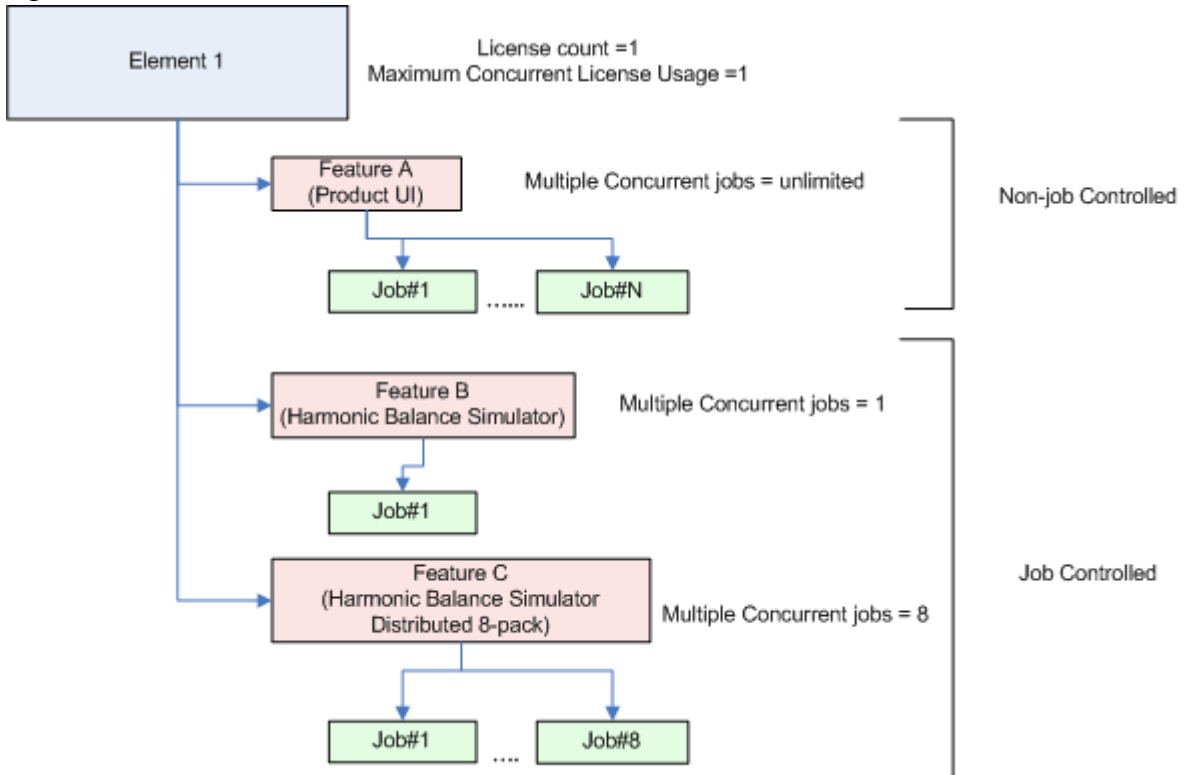 Element 1
License count =1
Maximum Concurrent License Usage =1
Feature A
(Product UI)
Multiple Concurrent jobs = unlimited
Non-job Controlled
Job#1
......
Job#N
Feature B
(Harmonic Balance Simulator)
Multiple Concurrent jobs = 1
Job#1
Feature C
(Harmonic Balance Simulator
Distributed 8-pack)
Multiple Concurrent jobs = 8
Job Controlled
Job#1
....
Job#8